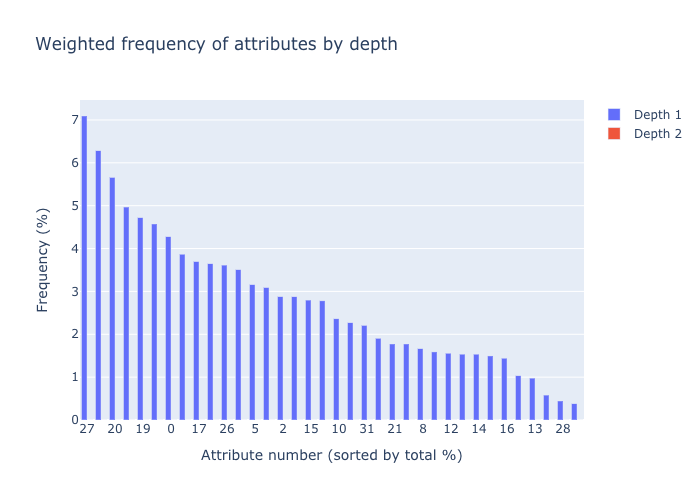 Weighted frequency of attributes by depth
Depth 1
Depth 2
Frequency (%)
7
6
5
4
3
2
1
0
27 20 19 0 17 26 5 2 15 10 31 21 8 12 14 16 13 28
Attribute number (sorted by total %)